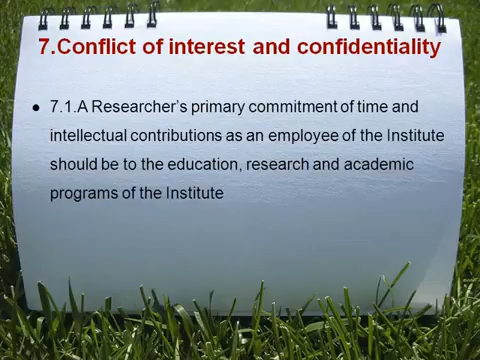 7.Conflict of interest and confidentiality
● 7.1.A Researcher's primary commitment of time and
intellectual contributions as an employee of the Institute
should be to the education, research and academic
programs of the Institute